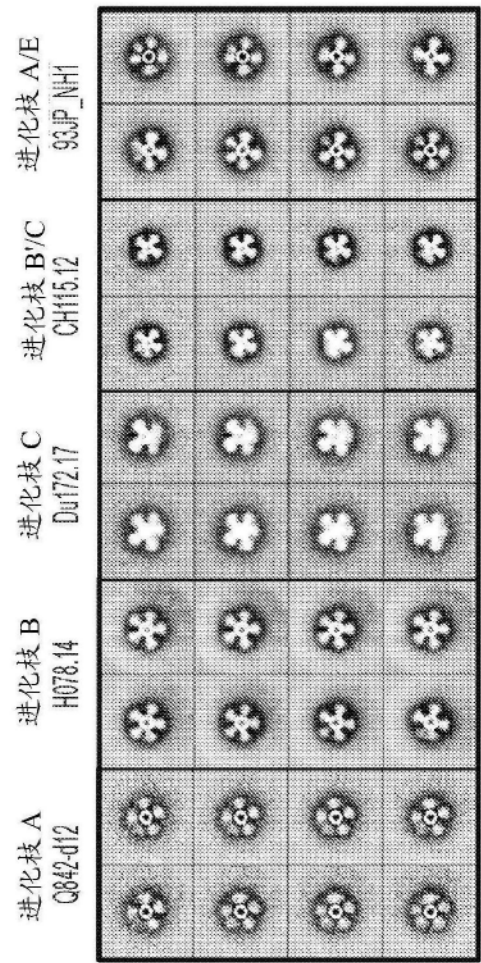 进化枝 A
Q842-d12
进化枝 B
H078.14
进化枝 C
Du172.17
进化枝 B'/C
CH115.12
进化枝 A/E
93JP_NH1